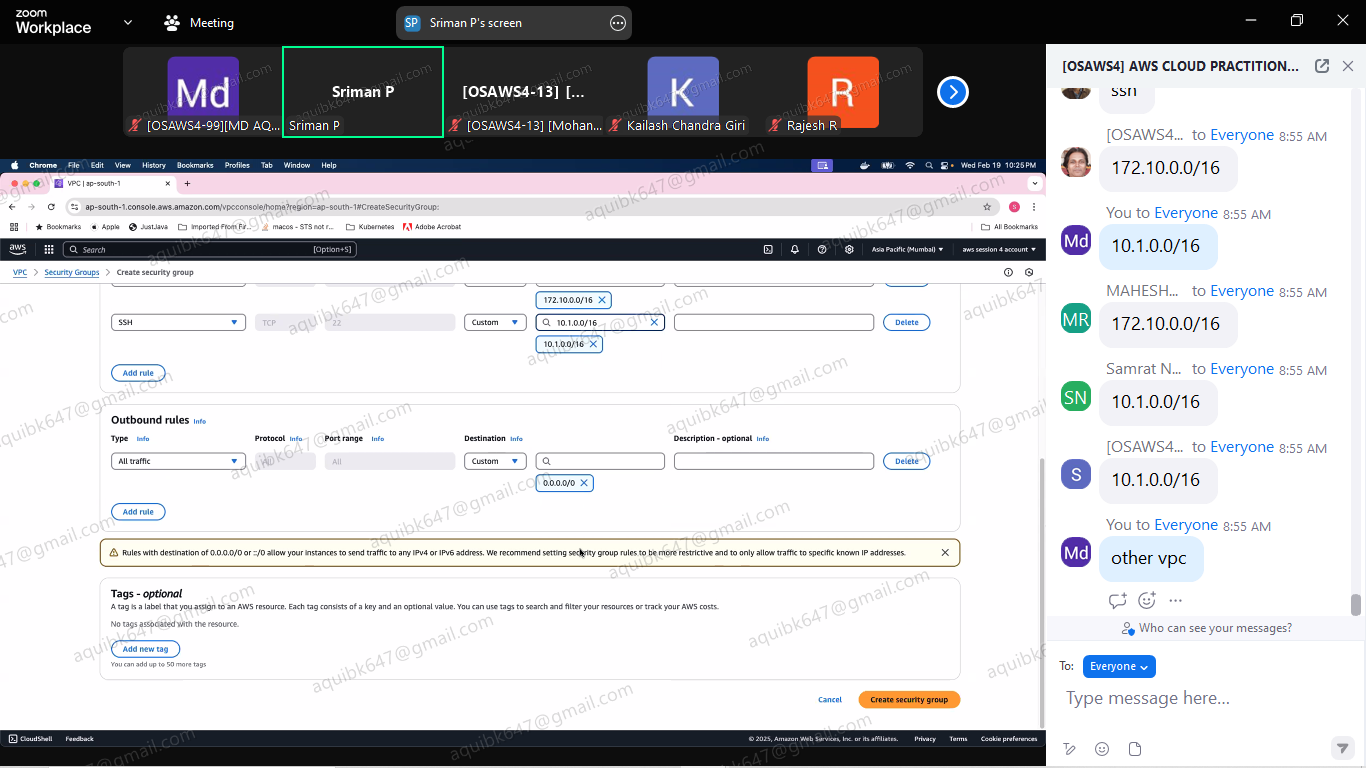 zoom
Workplace
Meeting
SP Sriman P's screen
Md
[OSAWS4-99][MD AQ...
Sriman P
Sriman P
[OSAWS4-13] [...
[OSAWS4-13] [Mohan...
K
Kailash Chandra Giri
R
Rajesh R
Chrome File Edit View History Bookmarks Profiles Tab Window Help
Wed Feb 19 10:25 PM
VPC | ap-south-1
ap-south-1.console.aws.amazon.com/vpcconsole/home?region=ap-south-1#CreateSecurityGroup:
S
Bookmarks Apple JustJava Imported From Fir... macos - STS not r... Kubernetes Adobe Acrobat All Bookmarks
aws Search [Option+S] Asia Pacific (Mumbai) aws session 4 account
VPC > Security Groups > Create security group
172.10.0.0/16
SSH TCP 22 Custom 10.1.0.0/16 Delete
10.1.0.0/16
Add rule
Outbound rules Info
Type Info Protocol Info Port range Info Destination Info Description - optional Info
All traffic All All Custom Delete
0.0.0.0/0
Add rule
Rules with destination of 0.0.0.0/0 or ::/0 allow your instances to send traffic to any IPv4 or IPv6 address. We recommend setting security group rules to be more restrictive and to only allow traffic to specific known IP addresses.
Tags - optional
A tag is a label that you assign to an AWS resource. Each tag consists of a key and an optional value. You can use tags to search and filter your resources or track your AWS costs.
No tags associated with the resource.
Add new tag
You can add up to 50 more tags
Cancel Create security group
CloudShell Feedback © 2025, Amazon Web Services, Inc. or its affiliates. Privacy Terms Cookie preferences
aquibk647@gmail.com
[OSAWS4] AWS CLOUD PRACTITION...
ssh
[OSAWS4... to Everyone 8:55 AM
172.10.0.0/16
You to Everyone 8:55 AM
Md 10.1.0.0/16
MAHESH... to Everyone 8:55 AM
MR 172.10.0.0/16
Samrat N... to Everyone 8:55 AM
SN 10.1.0.0/16
[OSAWS4... to Everyone 8:55 AM
S 10.1.0.0/16
You to Everyone 8:55 AM
Md other vpc
Who can see your messages?
To: Everyone
Type message here...